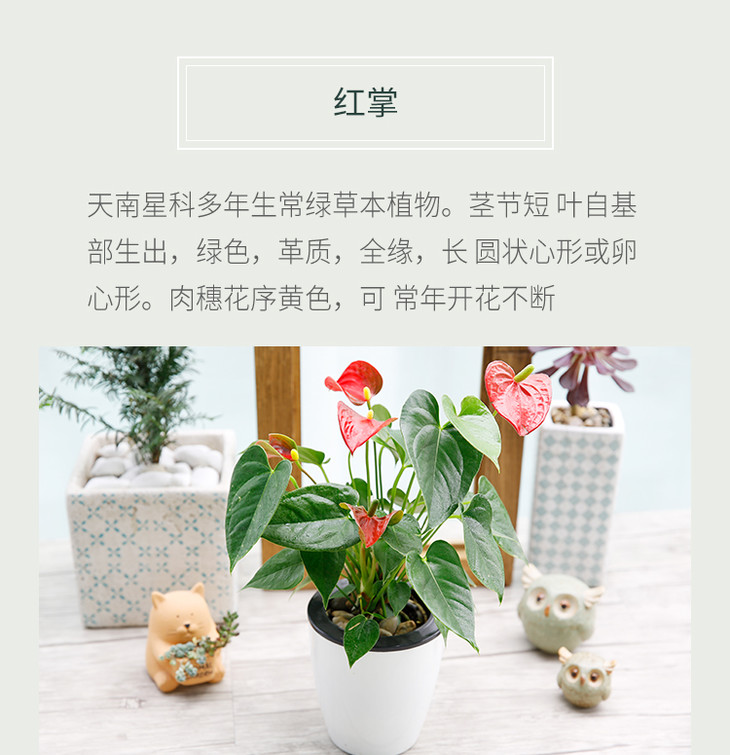 红掌
天南星科多年生常绿草本植物。茎节短 叶自基
部生出，绿色，革质，全缘，长 圆状心形或卵
心形。肉穗花序黄色，可 常年开花不断